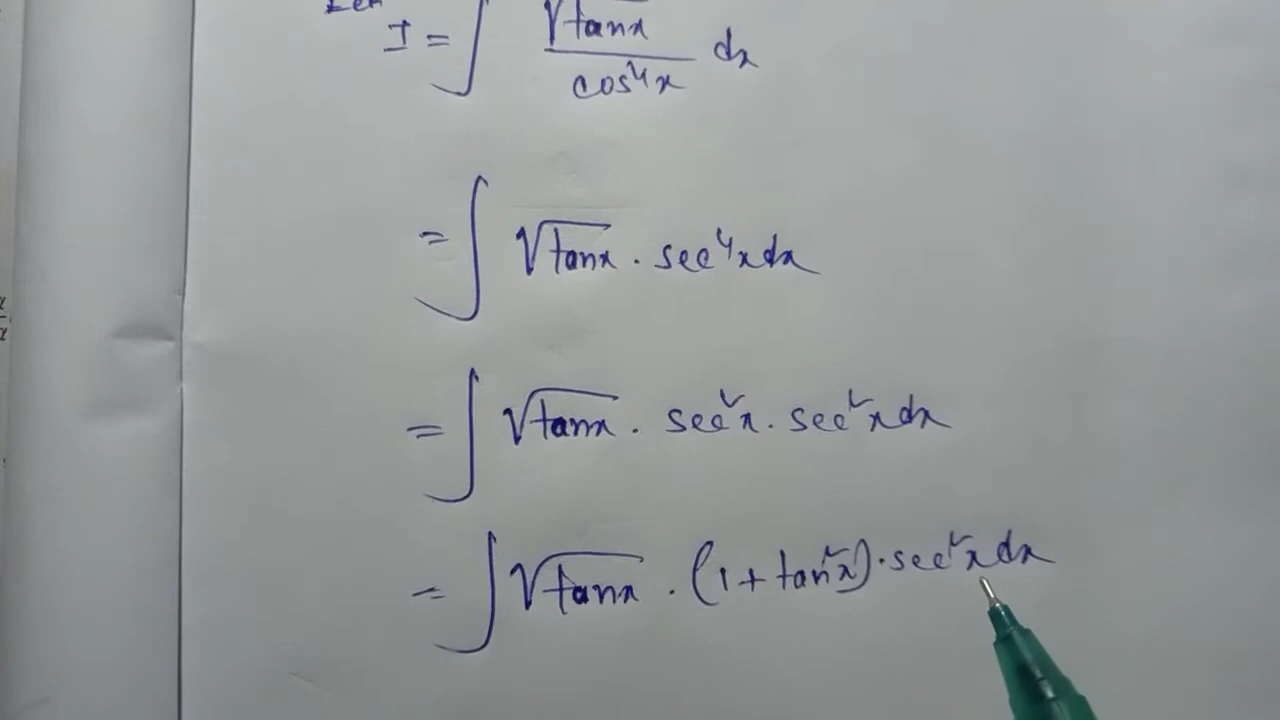 I = ∫ √tanx / cos⁴x dx
= ∫ √tanx . sec⁴x dx
= ∫ √tanx . sec²x . sec²x dx
= ∫ √tanx . (1 + tan²x) . sec²x dx